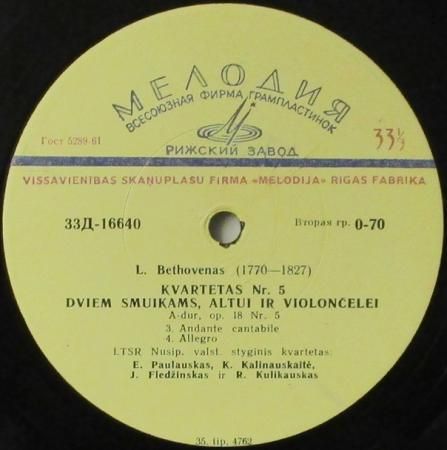 МЕЛОДИЯ
ВСЕСОЮЗНАЯ ФИРМА ГРАМПЛАСТИНОК
РИЖСКИЙ ЗАВОД
Гост 5289-61
33⅓
VISSAVIENĪBAS SKAŅUPLAŠU FIRMA «MELODIJA» RĪGAS FABRIKA
33Д-16640
Вторая гр. 0-70
L. Bethovenas (1770—1827)
KVARTETAS Nr. 5
DVIEM SMUIKAMS, ALTUI IR VIOLONČELEI
A-dur, op. 18 Nr. 5
3. Andante cantabile
4. Allegro
LTSR Nusip. valst. styginis kvartetas:
E. Paulauskas, K. Kalinauskaitė,
J. Fledžinskas ir R. Kulikauskas
35. tip. 4762